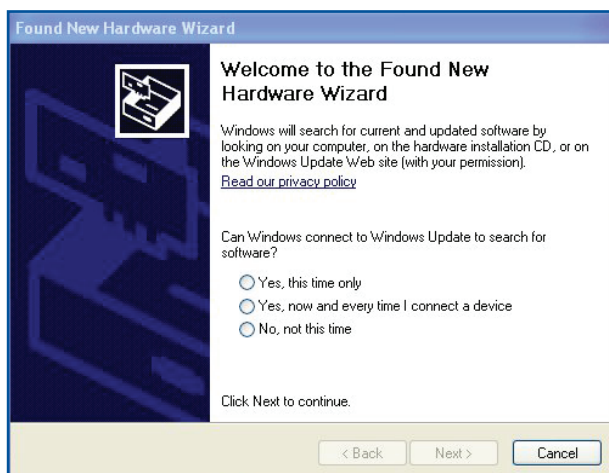 Found New Hardware Wizard
Welcome to the Found New
Hardware Wizard
Windows will search for current and updated software by
looking on your computer, on the hardware installation CD, or on
the Windows Update Web site (with your permission).
Read our privacy policy
Can Windows connect to Windows Update to search for
software?
Yes, this time only
Yes, now and every time I connect a device
No, not this time
Click Next to continue.
< Back Next > Cancel